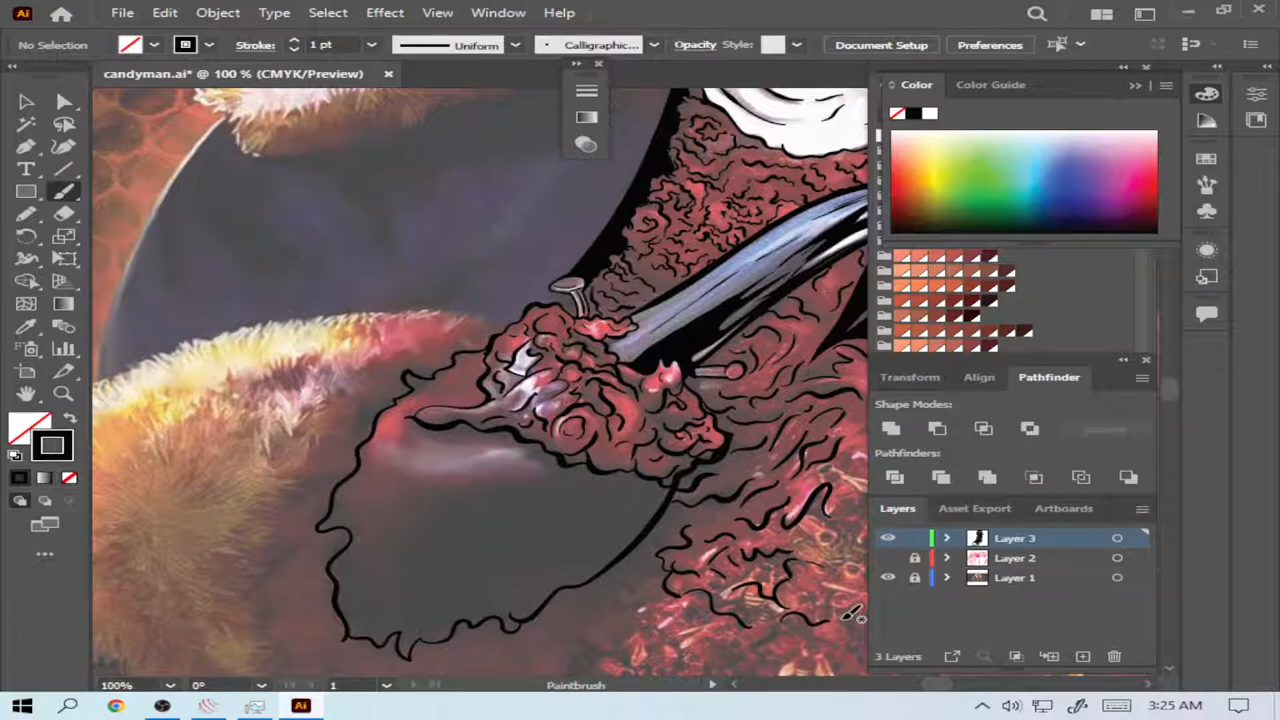 Ai File Edit Object Type Select Effect View Window Help
No Selection Stroke: 1 pt Uniform Calligraphic... Opacity Style: Document Setup Preferences
candyman.ai* @ 100 % (CMYK/Preview)
Color Color Guide
Transform Align Pathfinder
Shape Modes:
Pathfinders:
Layers Asset Export Artboards
Layer 3
Layer 2
Layer 1
3 Layers
100% 0° 1 Paintbrush
Ai 3:25 AM